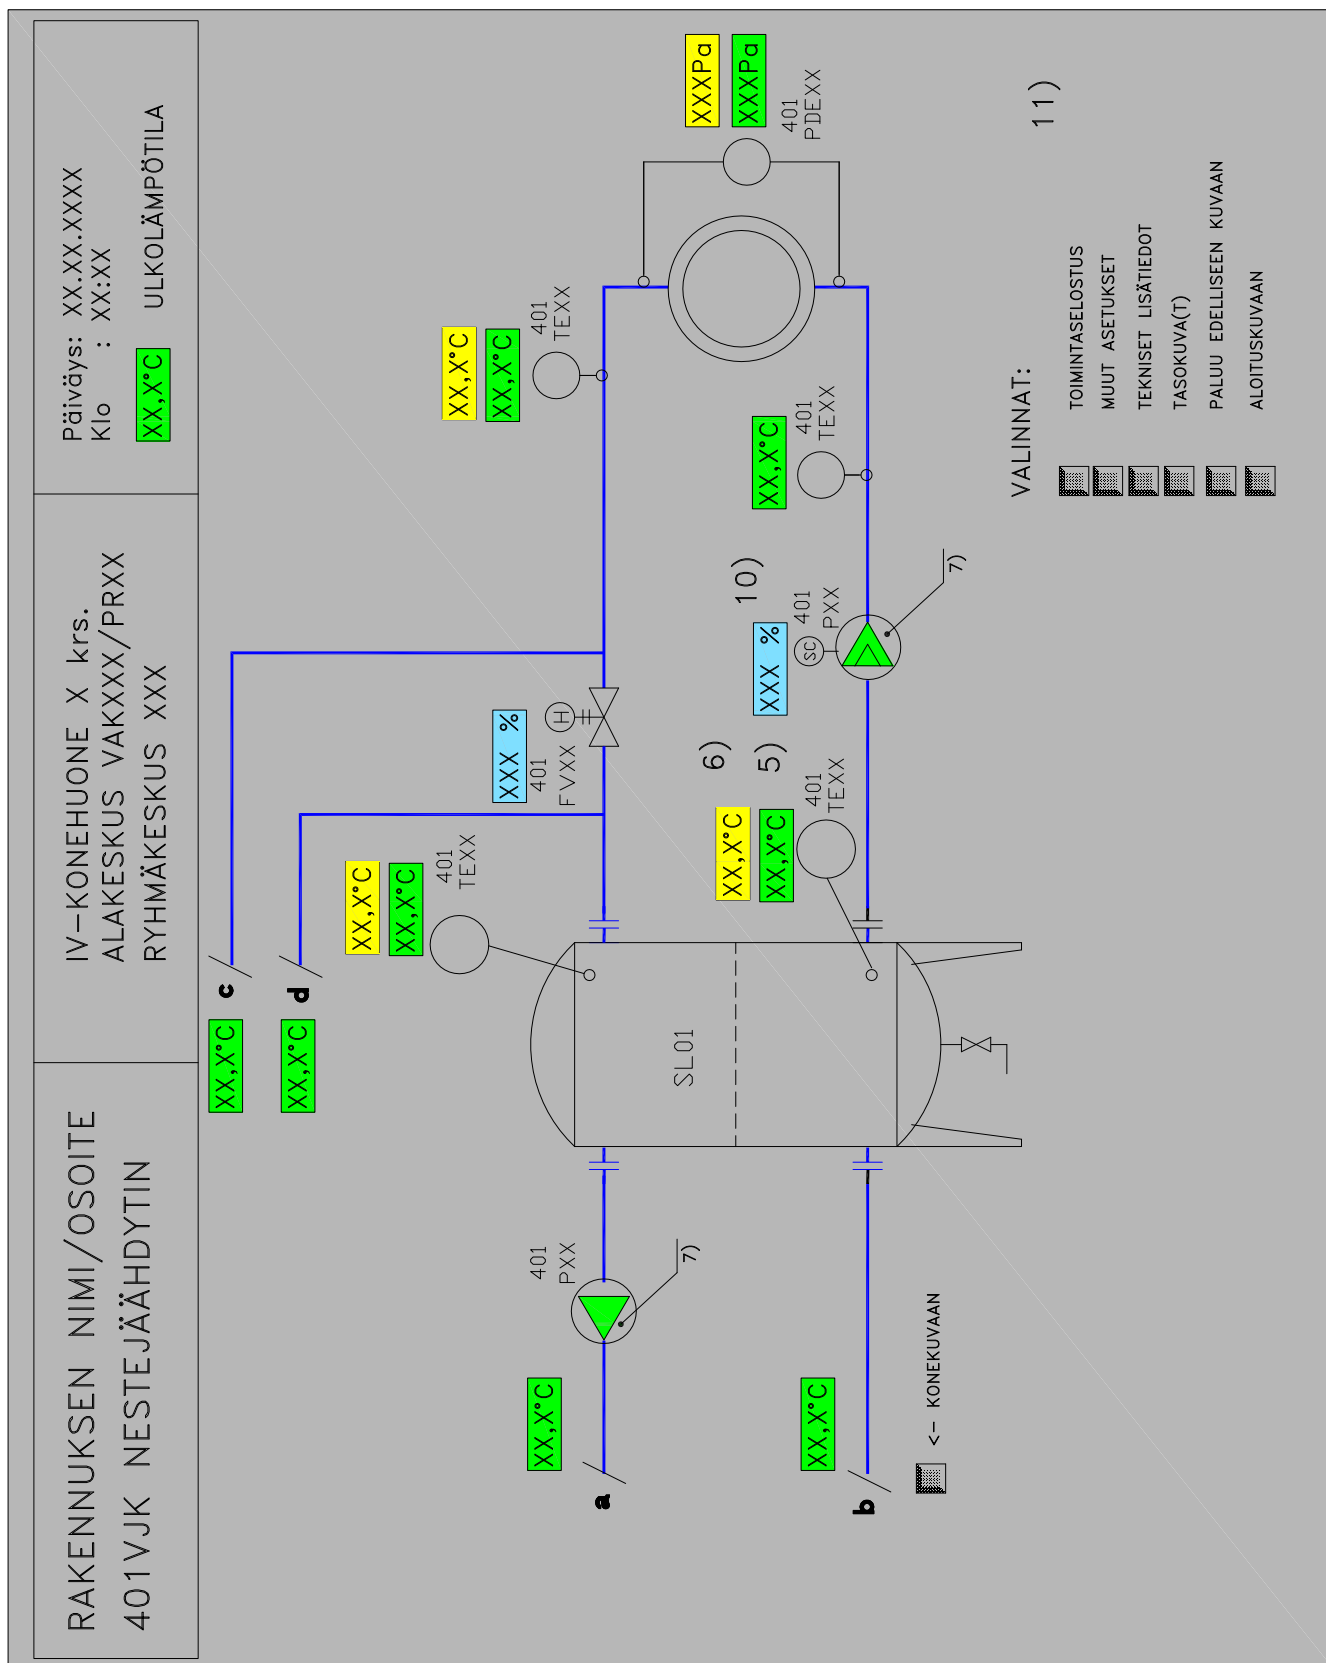 RAKENNUKSEN NIMI/OSOITE
401VJK NESTEJÄÄHDYTIN
IV-KONEHUONE X krs.
ALAKESKUS VAKXXX/PRXX
RYHMÄKESKUS XXX
Päiväys: XX.XX.XXXX
Klo : XX:XX
XX,X°C ULKOLÄMPÖTILA
XX,X°C
c
XX,X°C
d
XX,X°C
XX,X°C
401
TEXX
XXX %
401
FVXX
H
XX,X°C
XX,X°C
401
TEXX
XXXPa
XXXPa
401
PDEXX
XX,X°C
a
401
PXX
7)
SL01
6)
XX,X°C
5)
XX,X°C
401
TEXX
10)
XXX %
SC
401
PXX
7)
XX,X°C
401
TEXX
XX,X°C
b
<- KONEKUVAAN
11)
VALINNAT:
TOIMINTASELOSTUS
MUUT ASETUKSET
TEKNISET LISÄTIEDOT
TASOKUVA(T)
PALUU EDELLISEEN KUVAAN
ALOITUSKUVAAN